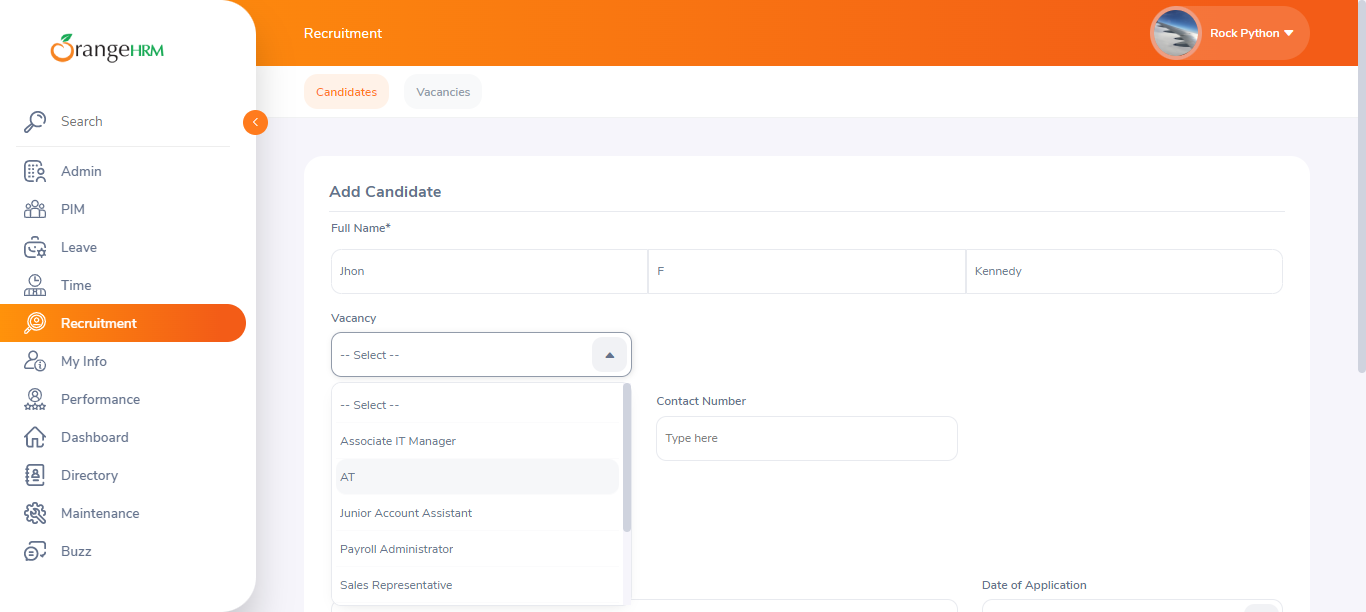 OrangeHRM
Search
Admin
PIM
Leave
Time
Recruitment
My Info
Performance
Dashboard
Directory
Maintenance
Buzz
Recruitment
Rock Python
Candidates
Vacancies
Add Candidate
Full Name*
Jhon
F
Kennedy
Vacancy
-- Select --
-- Select --
Associate IT Manager
AT
Junior Account Assistant
Payroll Administrator
Sales Representative
Contact Number
Type here
Date of Application